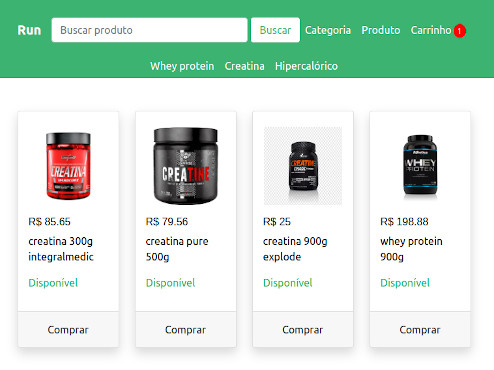 Run
Buscar produto
Buscar
Categoria
Produto
Carrinho 1
Whey protein
Creatina
Hipercalórico
CREATINA
R$ 85.65
creatina 300g
integralmedic
Disponível
Comprar
CREATINE
R$ 79.56
creatina pure
500g
Disponível
Comprar
CREATINE
R$ 25
creatina 900g
explode
Disponível
Comprar
WHEY
PROTEIN
R$ 198.88
whey protein
900g
Disponível
Comprar